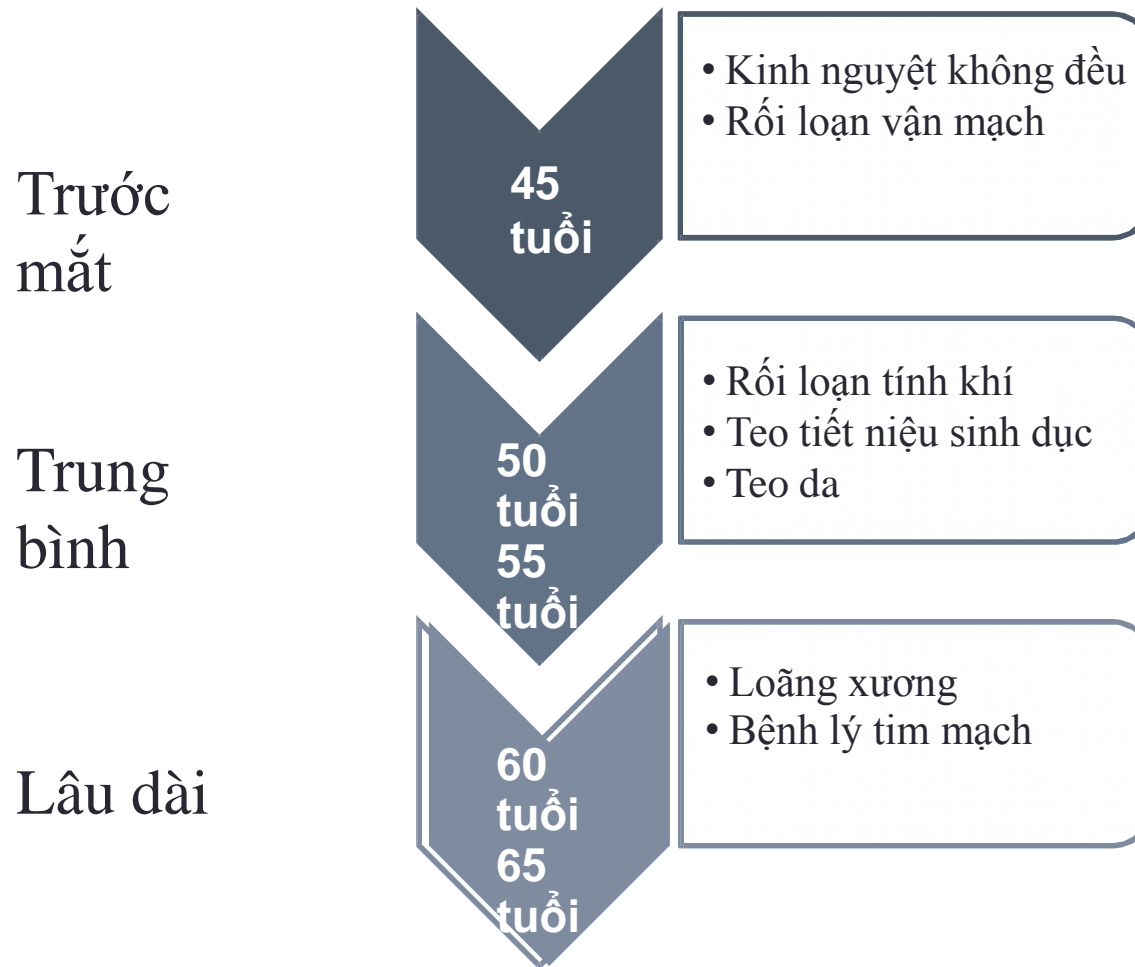 Trước
mắt
45
tuổi
• Kinh nguyệt không đều
• Rối loạn vận mạch
Trung
bình
50
tuổi
55
tuổi
• Rối loạn tính khí
• Teo tiết niệu sinh dục
• Teo da
Lâu dài
60
tuổi
65
tuổi
• Loãng xương
• Bệnh lý tim mạch